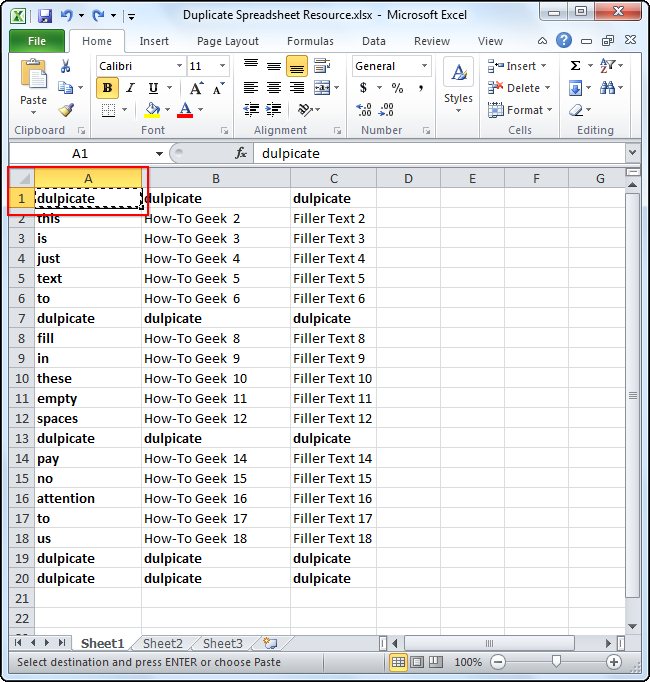 Duplicate Spreadsheet Resource.xlsx - Microsoft Excel
File Home Insert Page Layout Formulas Data Review View
Calibri 11 General Insert Σ
Paste B I U A A $ % , Styles Delete
A .00 .0 Format
Clipboard Font Alignment Number Cells Editing
A1 fx dulpicate
A B C D E F G
1 dulpicate dulpicate dulpicate
2 this How-To Geek 2 Filler Text 2
3 is How-To Geek 3 Filler Text 3
4 just How-To Geek 4 Filler Text 4
5 text How-To Geek 5 Filler Text 5
6 to How-To Geek 6 Filler Text 6
7 dulpicate dulpicate dulpicate
8 fill How-To Geek 8 Filler Text 8
9 in How-To Geek 9 Filler Text 9
10 these How-To Geek 10 Filler Text 10
11 empty How-To Geek 11 Filler Text 11
12 spaces How-To Geek 12 Filler Text 12
13 dulpicate dulpicate dulpicate
14 pay How-To Geek 14 Filler Text 14
15 no How-To Geek 15 Filler Text 15
16 attention How-To Geek 16 Filler Text 16
17 to How-To Geek 17 Filler Text 17
18 us How-To Geek 18 Filler Text 18
19 dulpicate dulpicate dulpicate
20 dulpicate dulpicate dulpicate
21
22
Sheet1 Sheet2 Sheet3
Select destination and press ENTER or choose Paste 100%